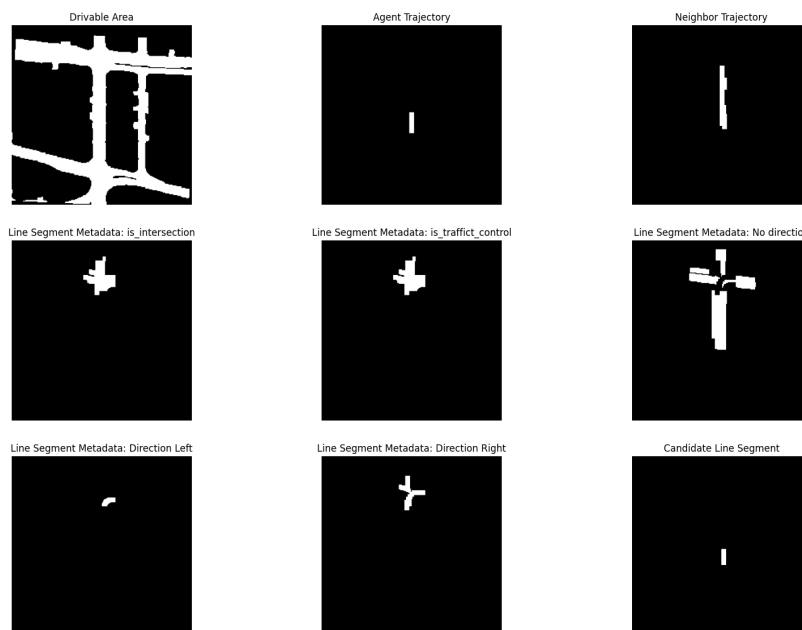 Drivable Area
Agent Trajectory
Neighbor Trajectory
Line Segment Metadata: is_intersection
Line Segment Metadata: is_traffict_control
Line Segment Metadata: No directio
Line Segment Metadata: Direction Left
Line Segment Metadata: Direction Right
Candidate Line Segment